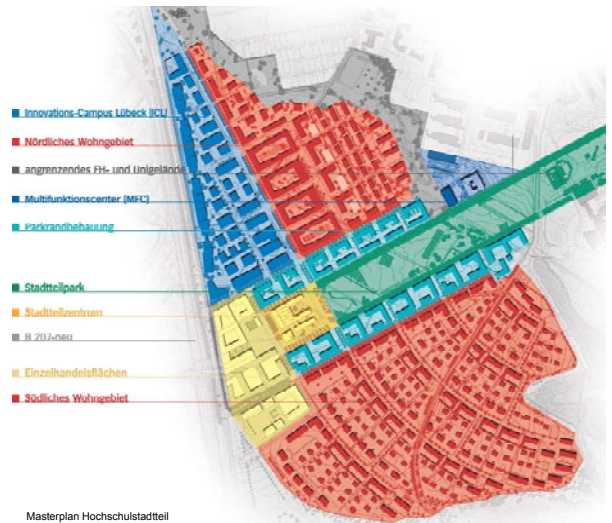 Innovations-Campus Lübeck (ICL)
Nördliches Wohngebiet
angrenzendes FH- und Unigelände
Multifunktionscenter (MFC)
Parkrandbebauung
Stadtteilpark
Stadtteilzentrum
B 207-neu
Einzelhandelsflächen
Südliches Wohngebiet
Masterplan Hochschulstadtteil